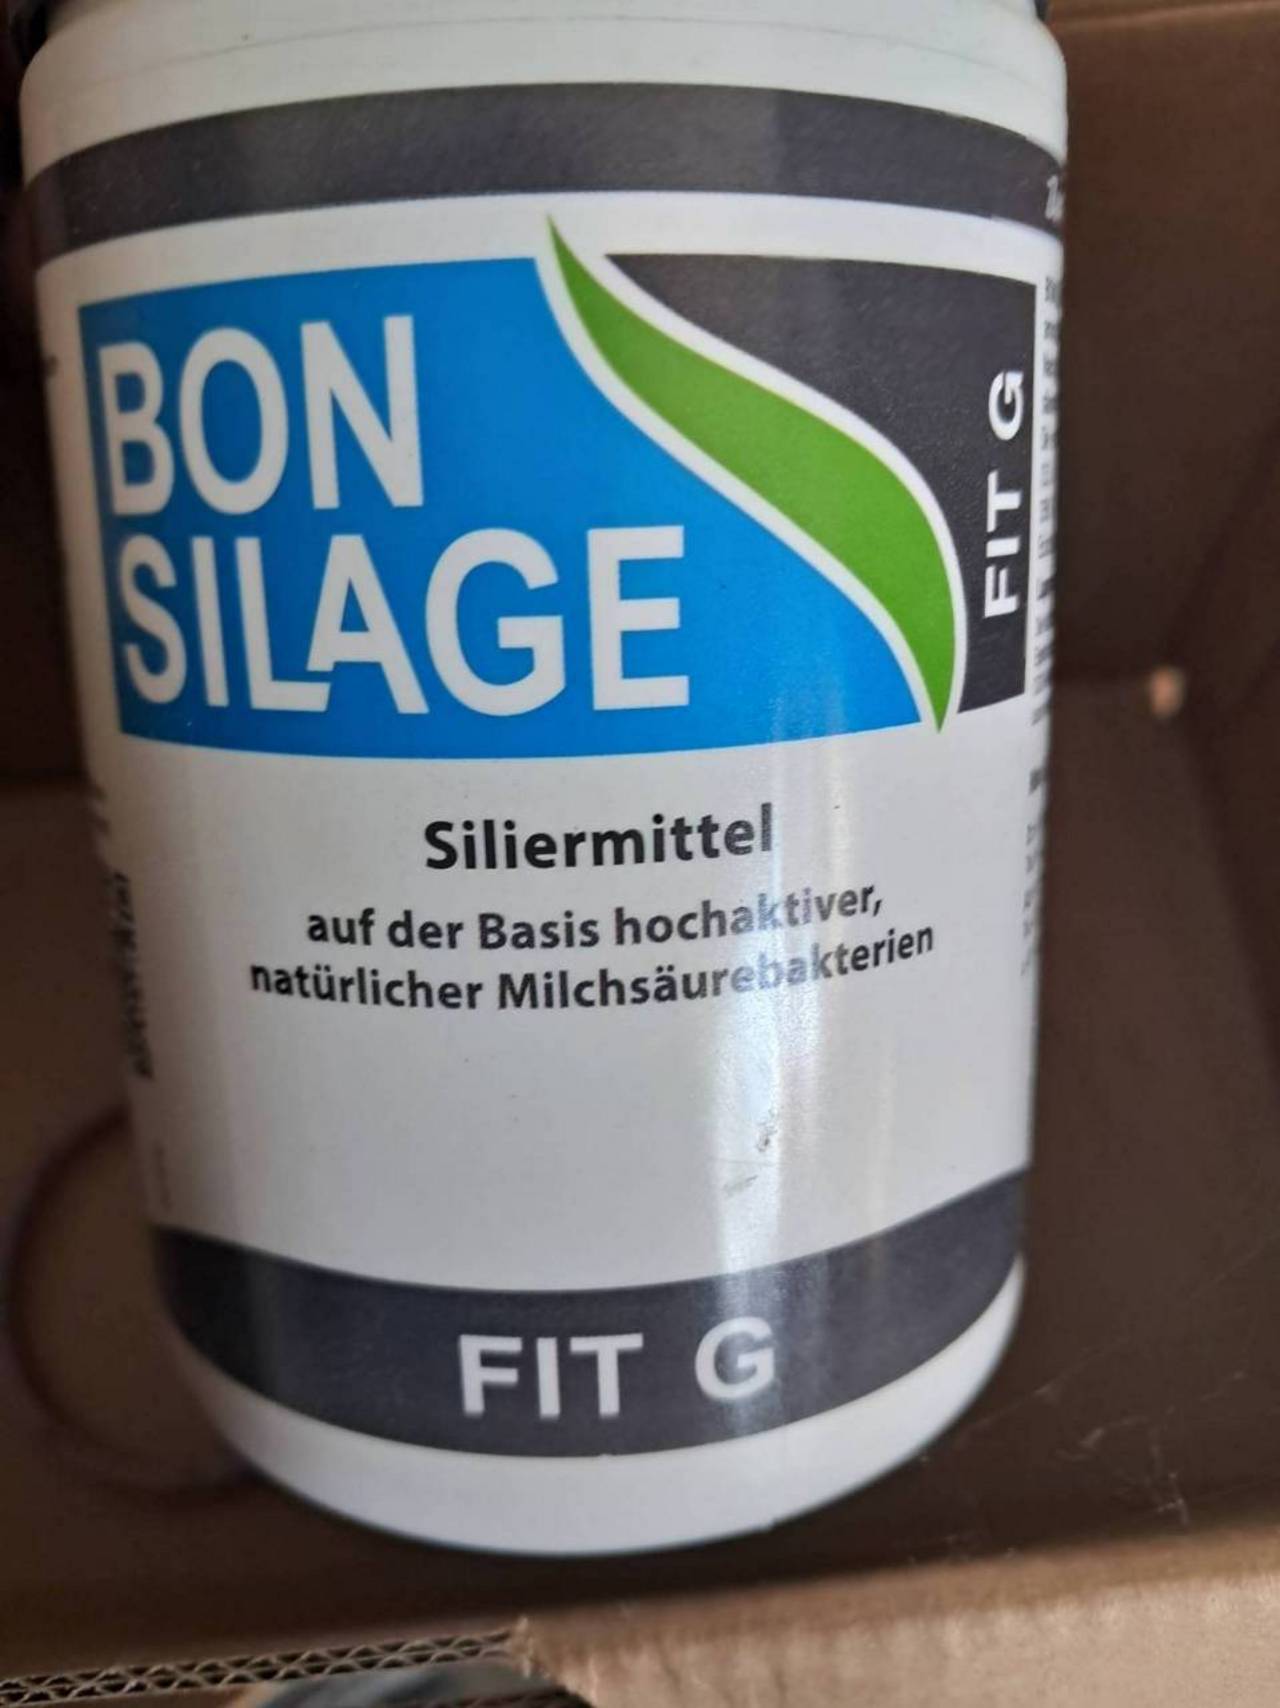 BON
SILAGE
FIT G
Siliermittel
auf der Basis hochaktiver,
natürlicher Milchsäurebakterien
FIT G